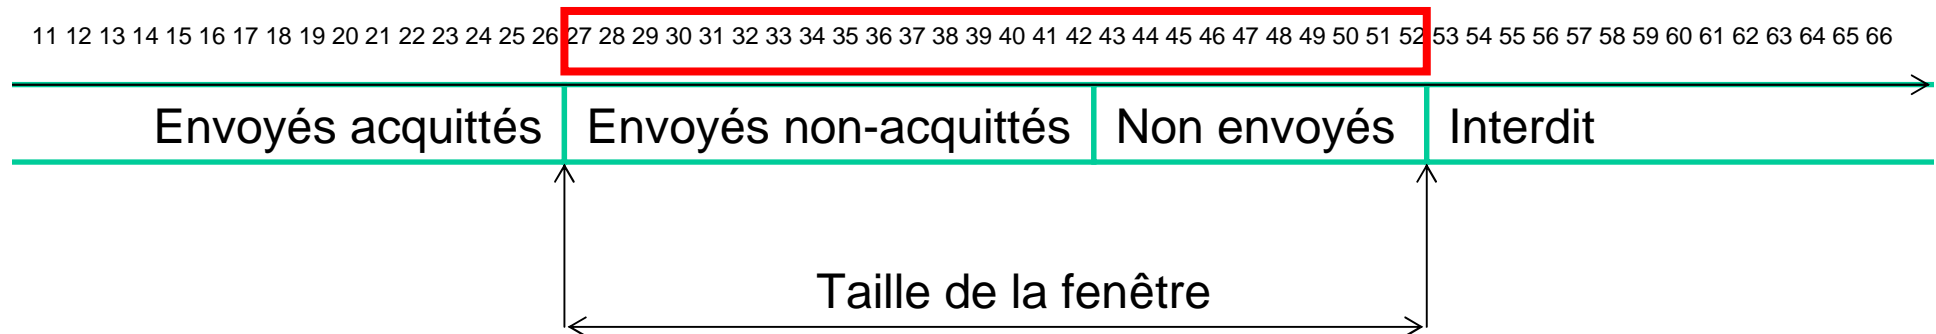 11 12 13 14 15 16 17 18 19 20 21 22 23 24 25 26 27 28 29 30 31 32 33 34 35 36 37 38 39 40 41 42 43 44 45 46 47 48 49 50 51 52 53 54 55 56 57 58 59 60 61 62 63 64 65 66
Envoyés acquittés Envoyés non-acquittés Non envoyés Interdit
Taille de la fenêtre